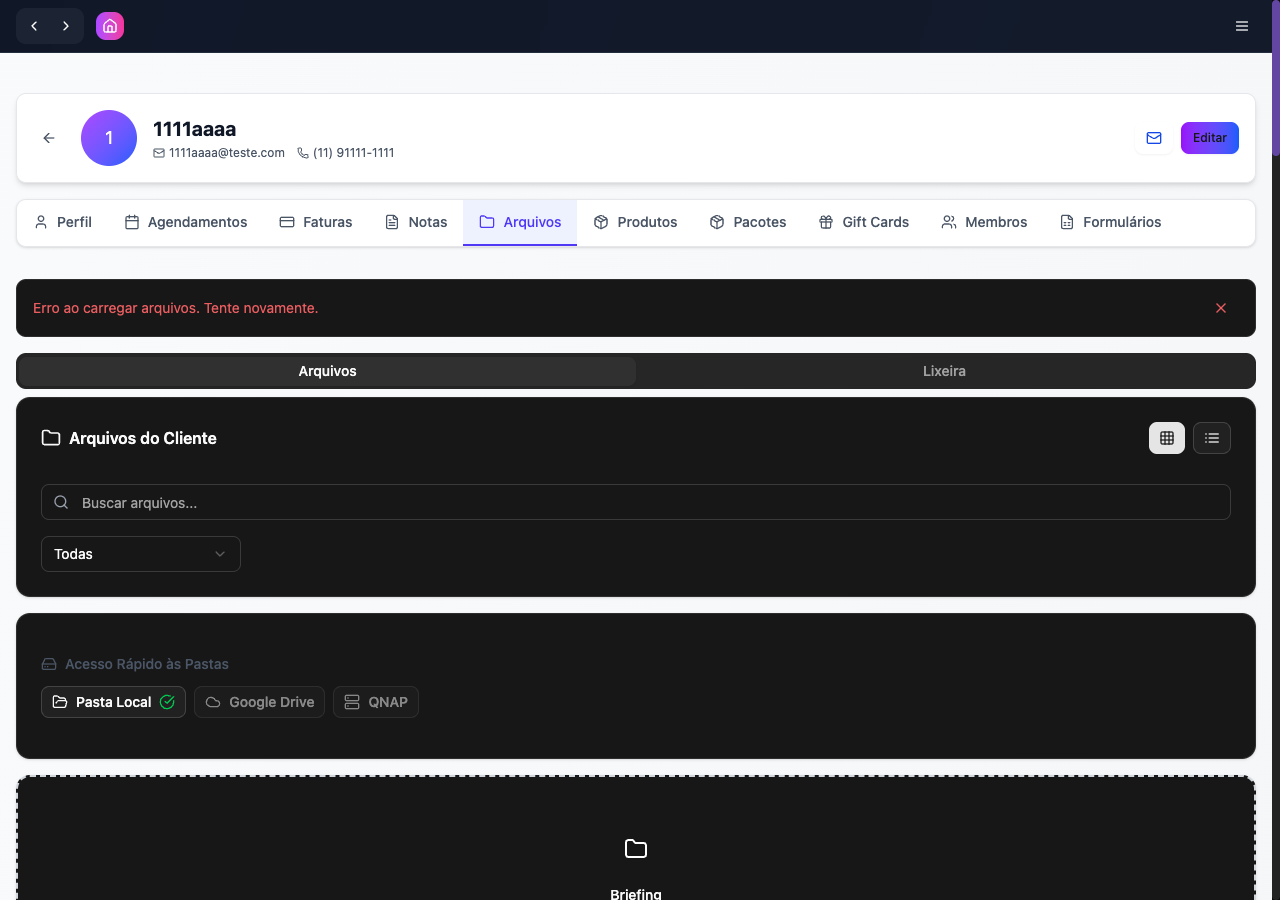 1
1111aaaa
1111aaaa@teste.com (11) 91111-1111
Editar
Perfil Agendamentos Faturas Notas Arquivos Produtos Pacotes Gift Cards Membros Formulários
Erro ao carregar arquivos. Tente novamente.
Arquivos Lixeira
Arquivos do Cliente
Buscar arquivos...
Todas
Acesso Rápido às Pastas
Pasta Local Google Drive QNAP
Briefing